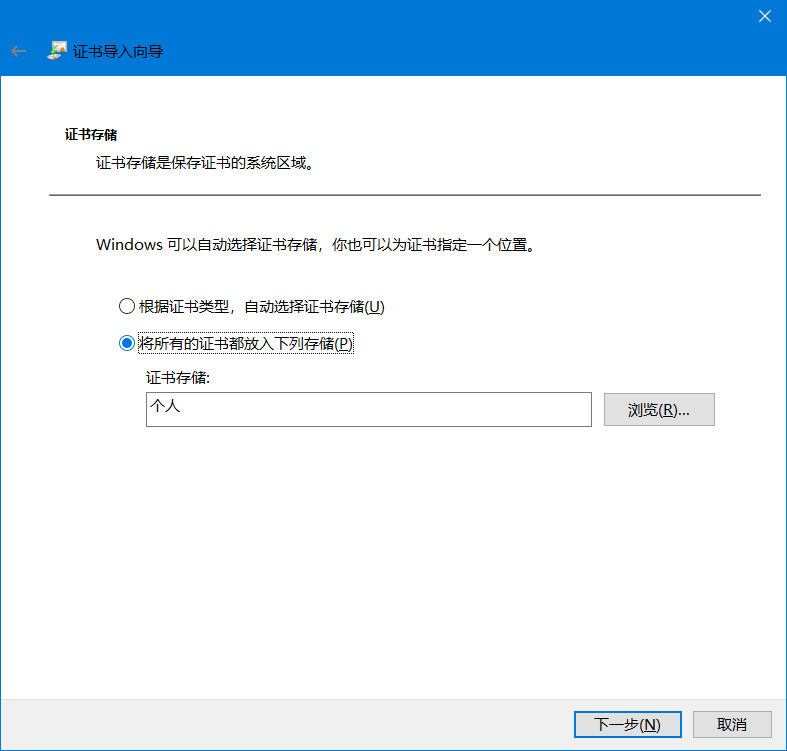 证书导入向导
证书存储
证书存储是保存证书的系统区域。
Windows 可以自动选择证书存储，你也可以为证书指定一个位置。
根据证书类型，自动选择证书存储(U)
将所有的证书都放入下列存储(P)
证书存储:
个人
浏览(R)...
下一步(N)
取消